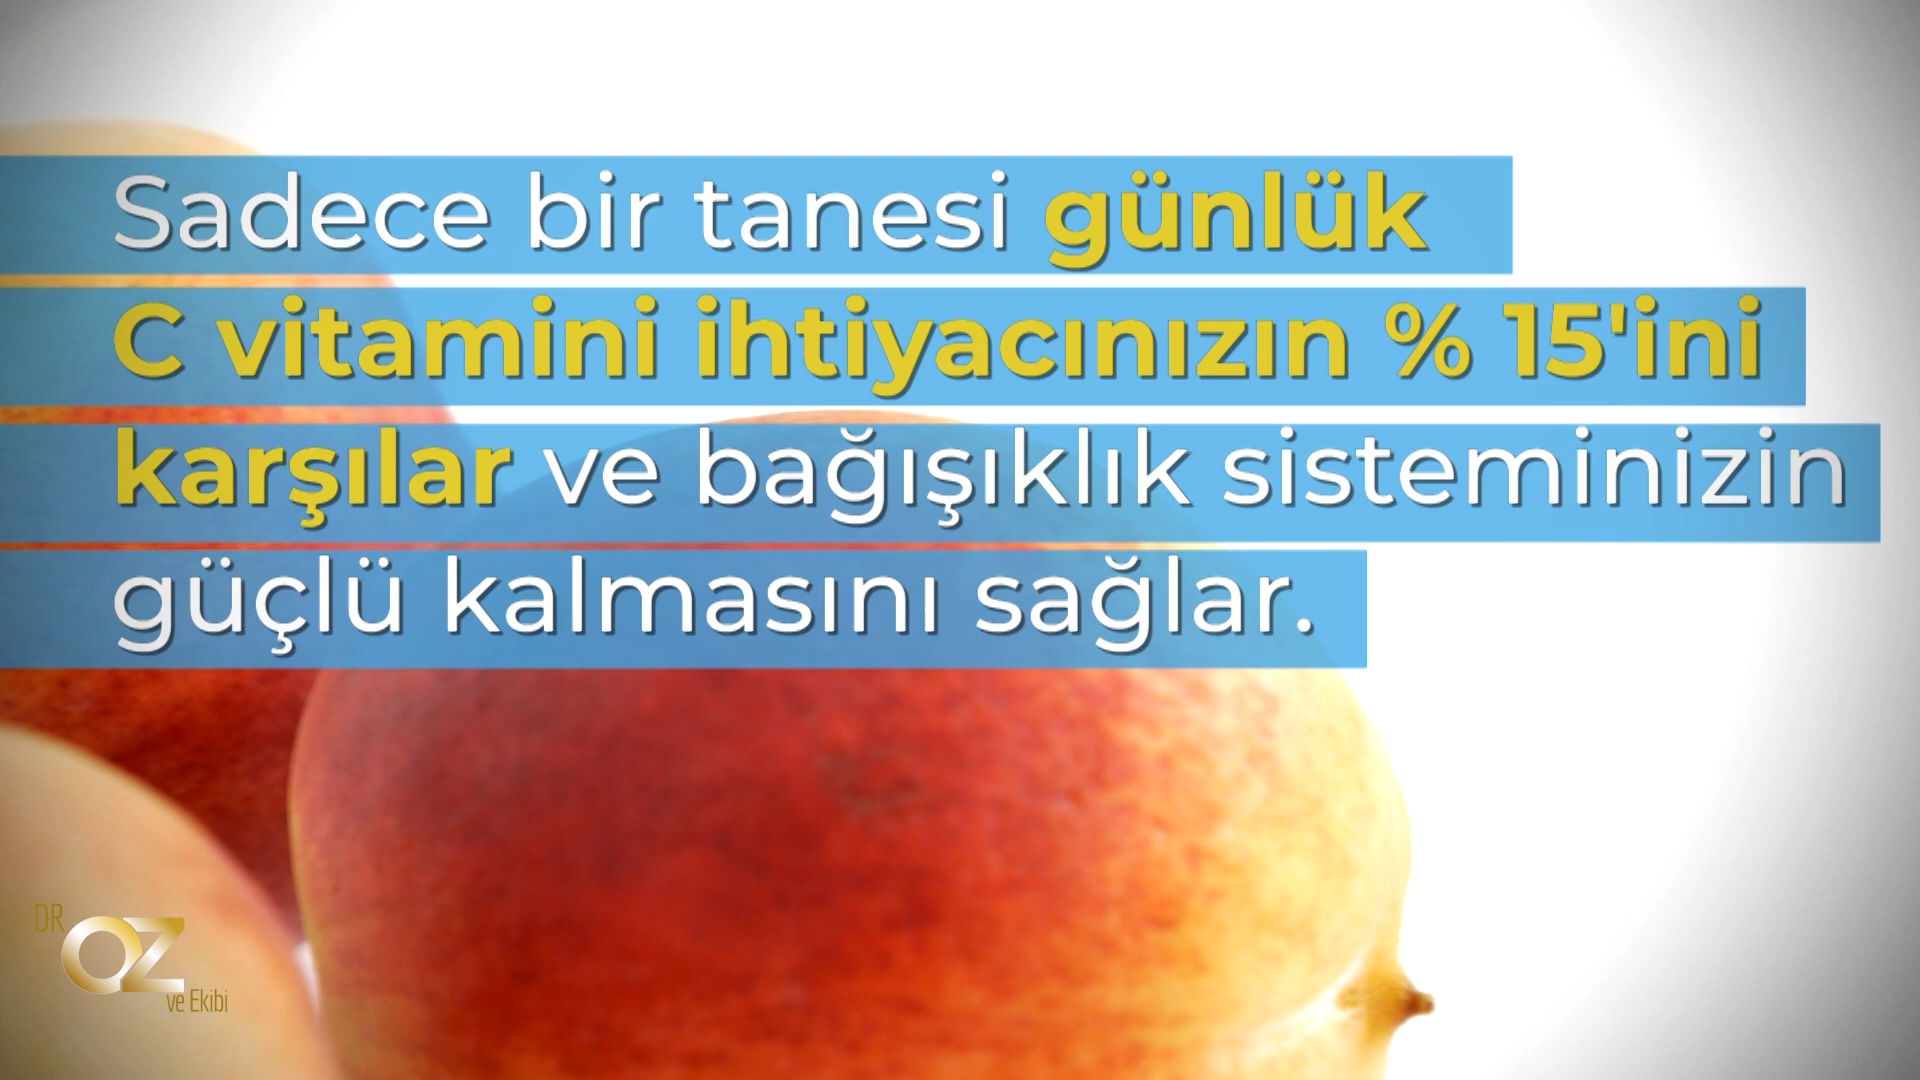 Sadece bir tanesi günlük
C vitamini ihtiyacınızın % 15'ini
karşılar ve bağışıklık sisteminizin
güçlü kalmasını sağlar.
DR
OZ
ve Ekibi